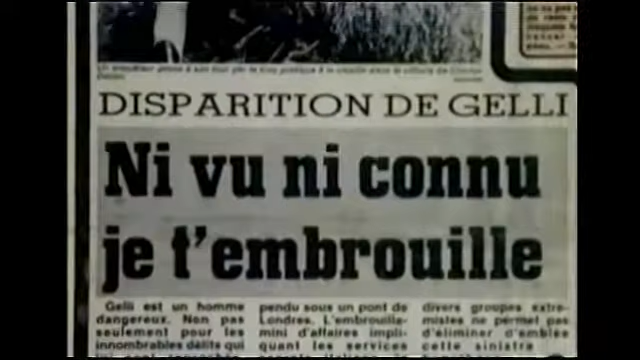 DISPARITION DE GELLI
Ni vu ni connu
je t'embrouille
Gelli est un homme
dangereux. Non pas
seulement pour les
innombrables délits qui
pendu sous un pont de
Londres. L'embrouille-
mini d'affaires impli-
quant les services
divers groupes extré-
mistes ne permet pas
d'éliminer d'emblée
cette sinistre